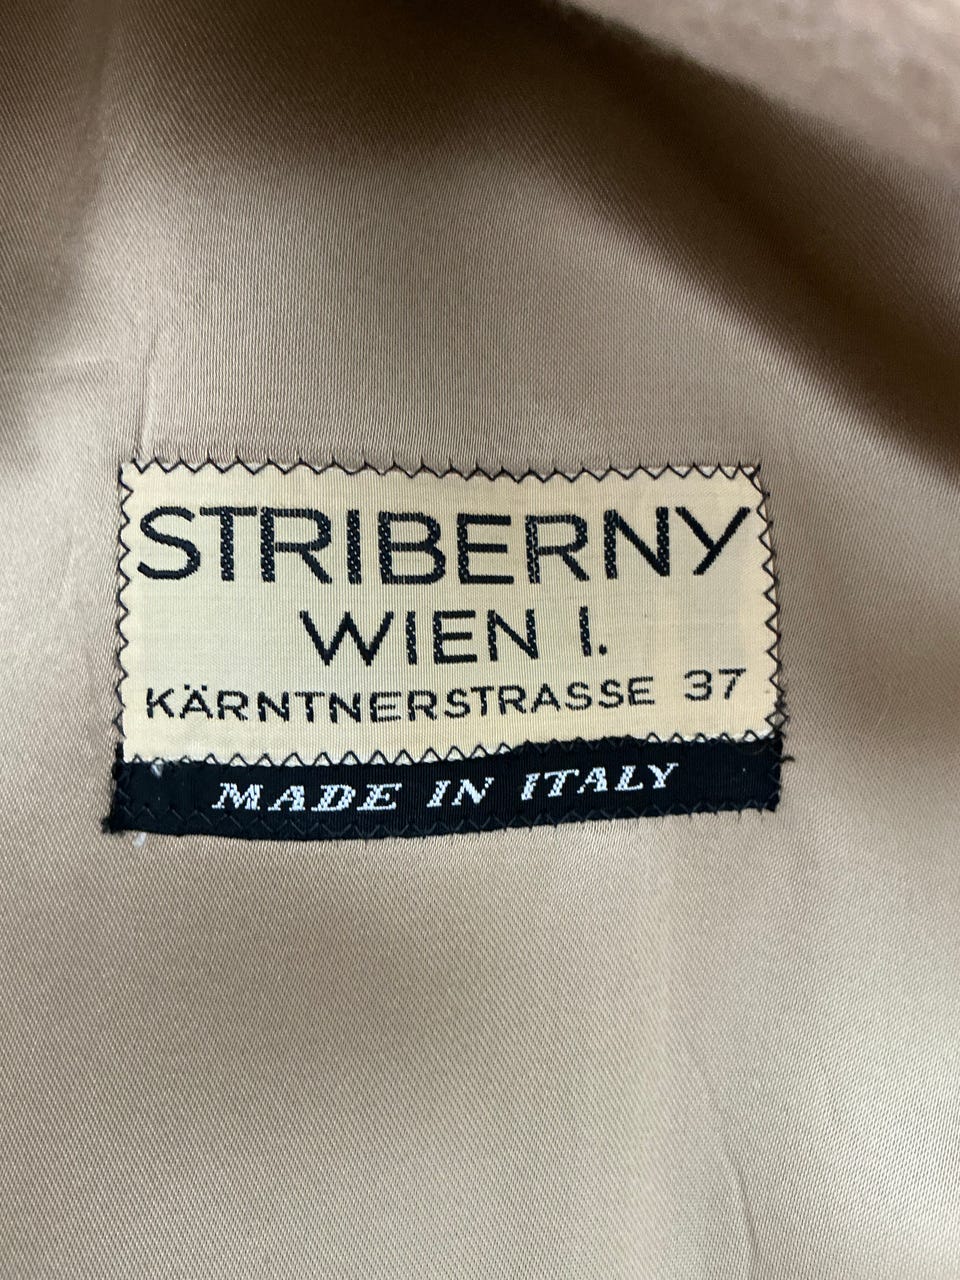 STRIBERNY
WIEN I.
KÄRNTNERSTRASSE 37
MADE IN ITALY